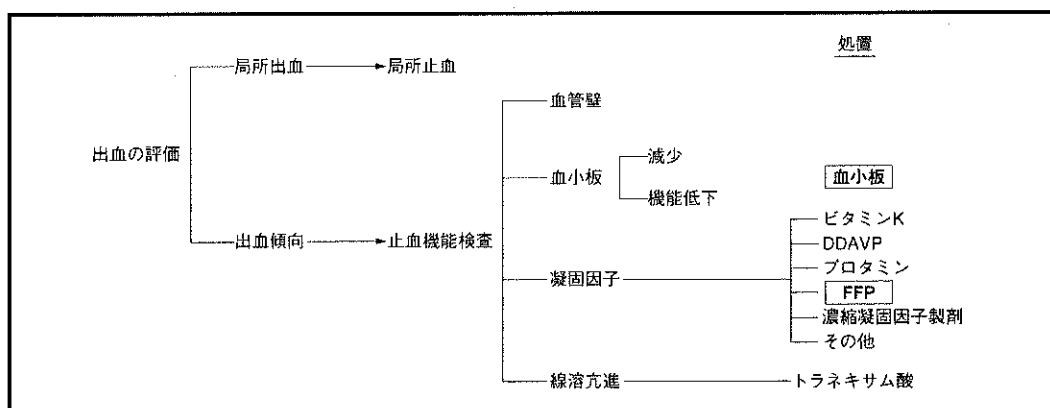 処置
局所出血 局所止血
血管壁
出血の評価
減少
血小板 血小板
機能低下
ビタミンK
出血傾向 止血機能検査
DDAVP
プロタミン
凝固因子
FFP
濃縮凝固因子製剤
その他
線溶亢進 トラネキサム酸